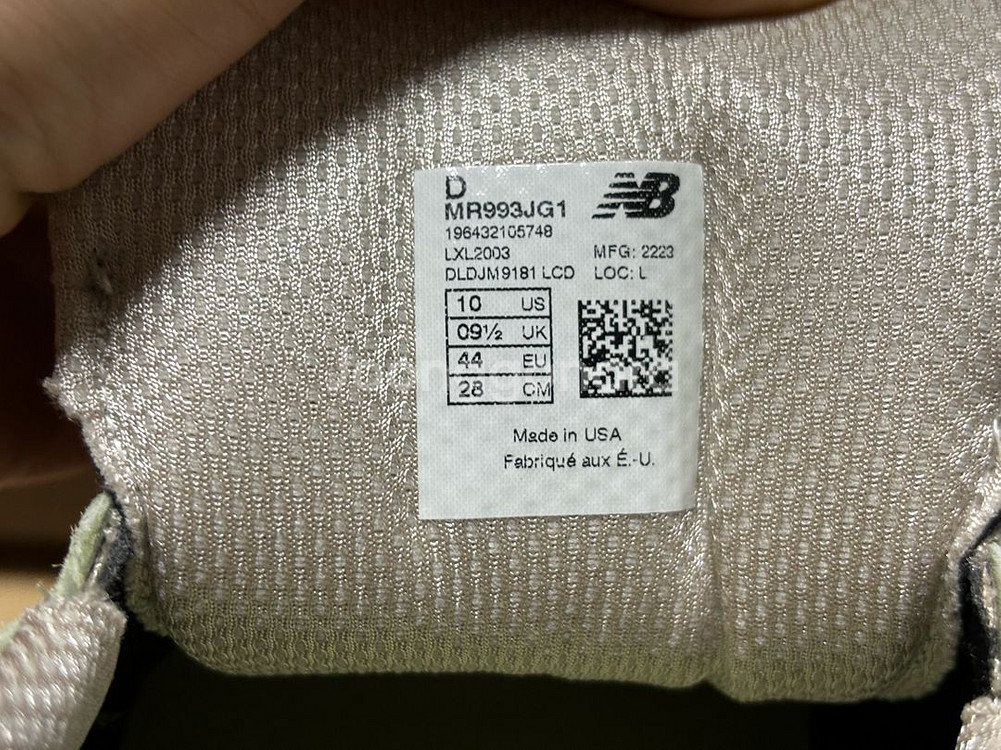 D
MR993JG1
NB
196432105748
LXL2003 MFG: 2223
DLDJM9181 LCD LOC: L
10 US
09½ UK
44 EU
28 CM
Made in USA
Fabriqué aux É.-U.